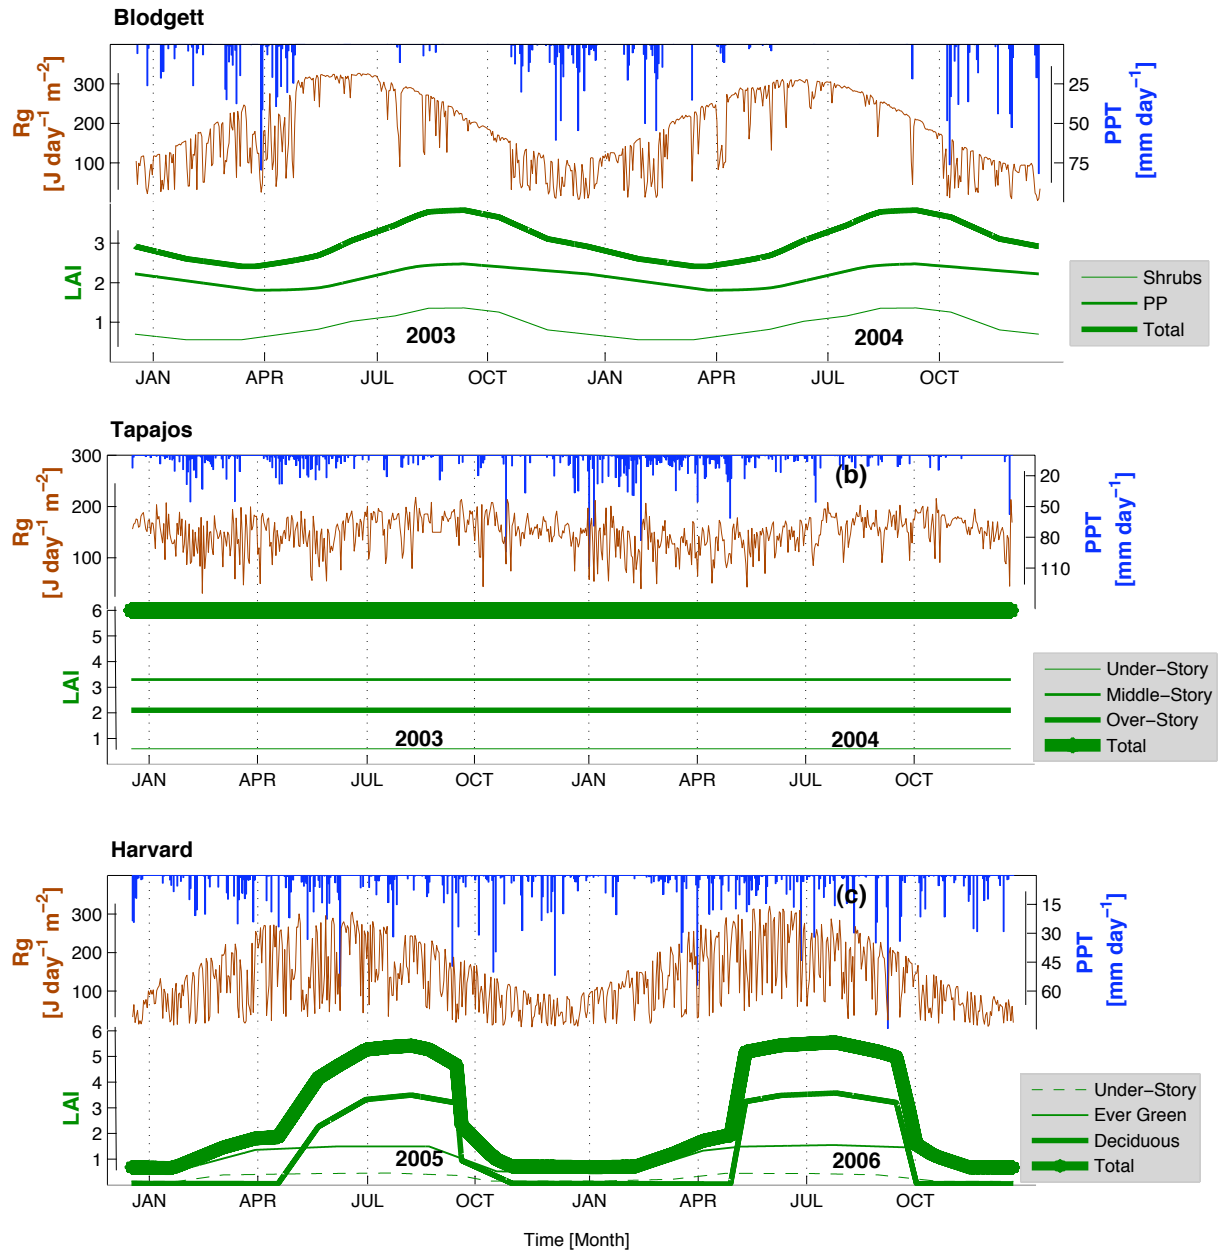 Blodgett
Rg
[J day−1 m−2]
300
200
100
25
50
75
PPT
[mm day−1]
LAI
3
2
1
2003
2004
JAN
APR
JUL
OCT
JAN
APR
JUL
OCT
Shrubs
PP
Total
Tapajos
Rg
[J day−1 m−2]
300
200
100
(b)
20
50
80
110
PPT
[mm day−1]
LAI
6
5
4
3
2
1
2003
2004
JAN
APR
JUL
OCT
JAN
APR
JUL
OCT
Under−Story
Middle−Story
Over−Story
Total
Harvard
Rg
[J day−1 m−2]
300
200
100
(c)
15
30
45
60
PPT
[mm day−1]
LAI
6
5
4
3
2
1
2005
2006
JAN
APR
JUL
OCT
JAN
APR
JUL
OCT
Under−Story
Ever Green
Deciduous
Total
Time [Month]